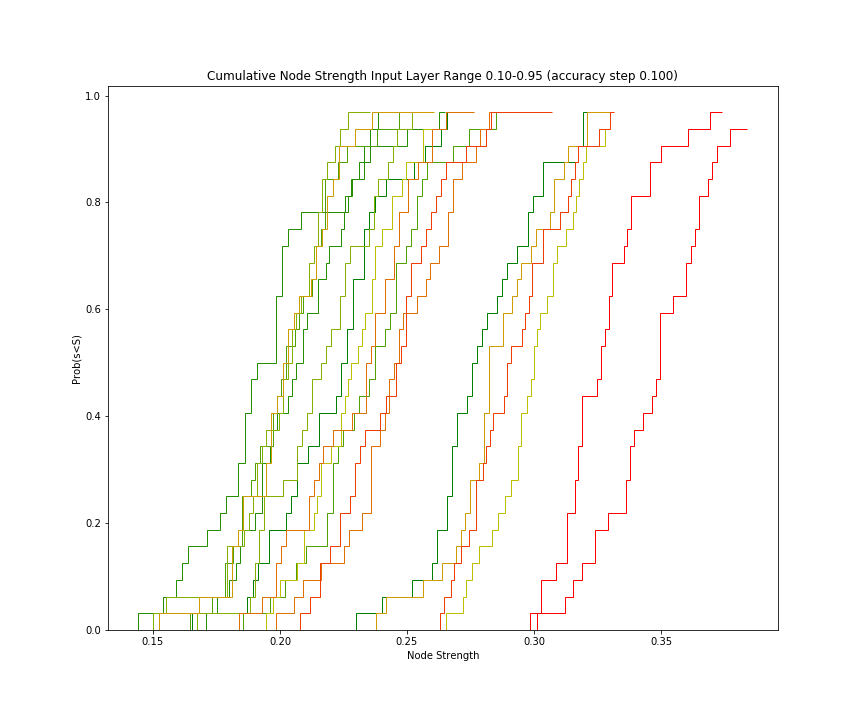 Cumulative Node Strength Input Layer Range 0.10-0.95 (accuracy step 0.100)
1.0
0.8
0.6
0.4
0.2
0.0
Prob(s<S)
0.15 0.20 0.25 0.30 0.35
Node Strength